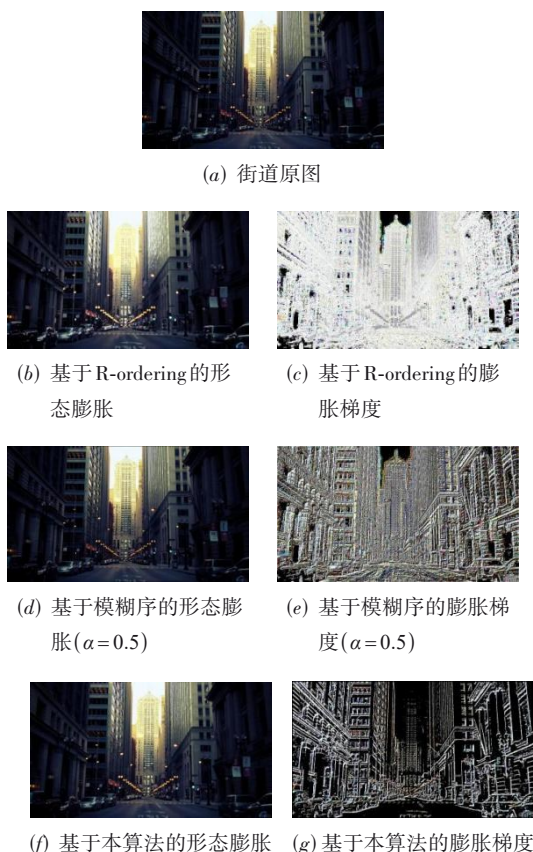 (a) 街道原图
(b) 基于R-ordering的形
态膨胀
(c) 基于R-ordering的膨
胀梯度
(d) 基于模糊序的形态膨
胀(α=0.5)
(e) 基于模糊序的膨胀梯
度(α=0.5)
(f) 基于本算法的形态膨胀
(g) 基于本算法的膨胀梯度